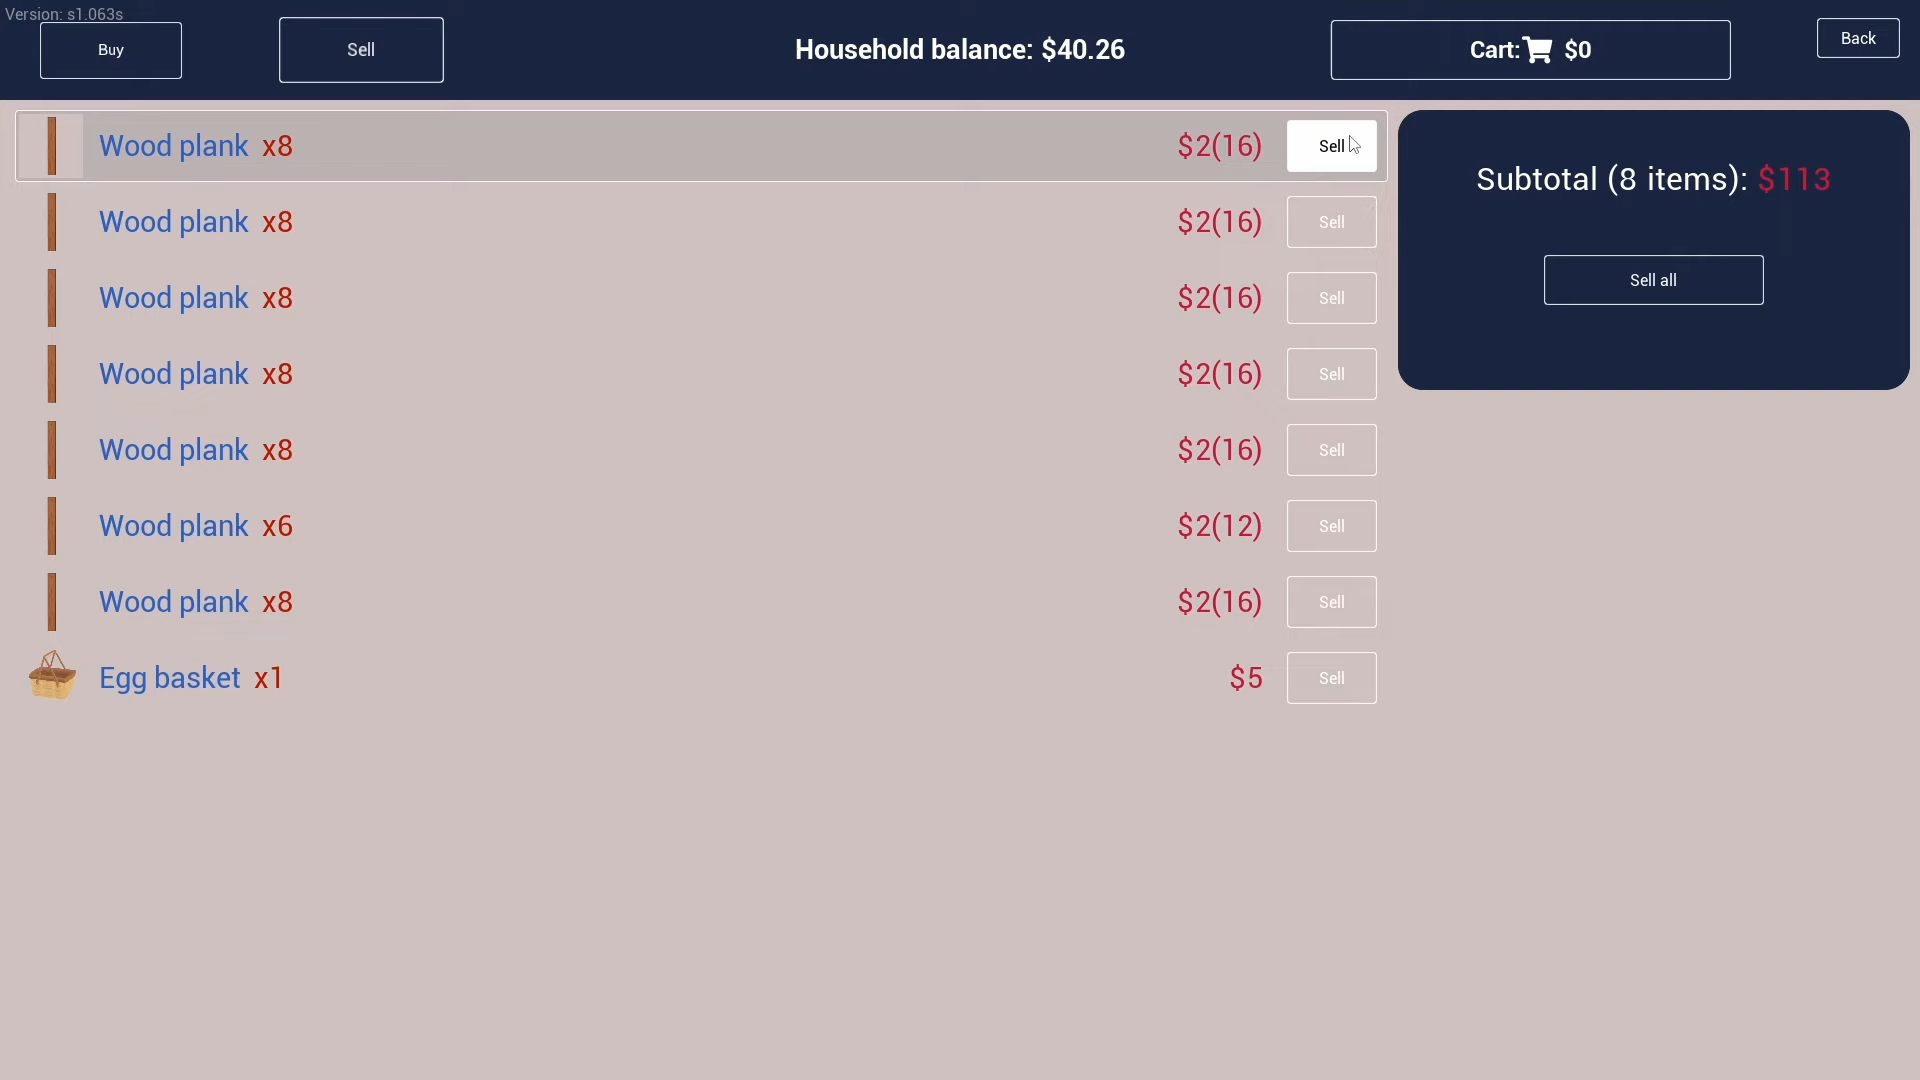 Version: s1.063s
Buy
Sell
Household balance: $40.26
Cart: $0
Back
Wood plank x8 $2(16) Sell
Wood plank x8 $2(16) Sell
Wood plank x8 $2(16) Sell
Wood plank x8 $2(16) Sell
Wood plank x8 $2(16) Sell
Wood plank x6 $2(12) Sell
Wood plank x8 $2(16) Sell
Egg basket x1 $5 Sell
Subtotal (8 items): $113
Sell all